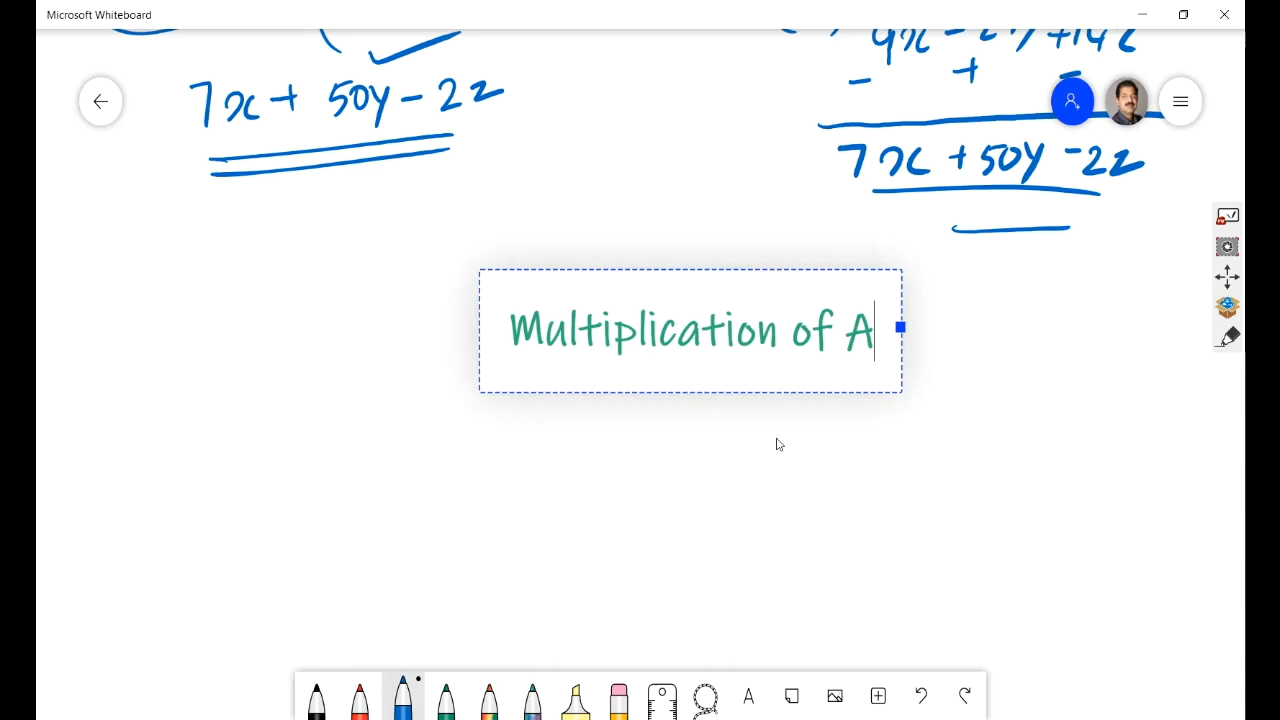 Microsoft Whiteboard
7x + 50y - 2z
- + -
7x + 50y - 2z
Multiplication of A
A